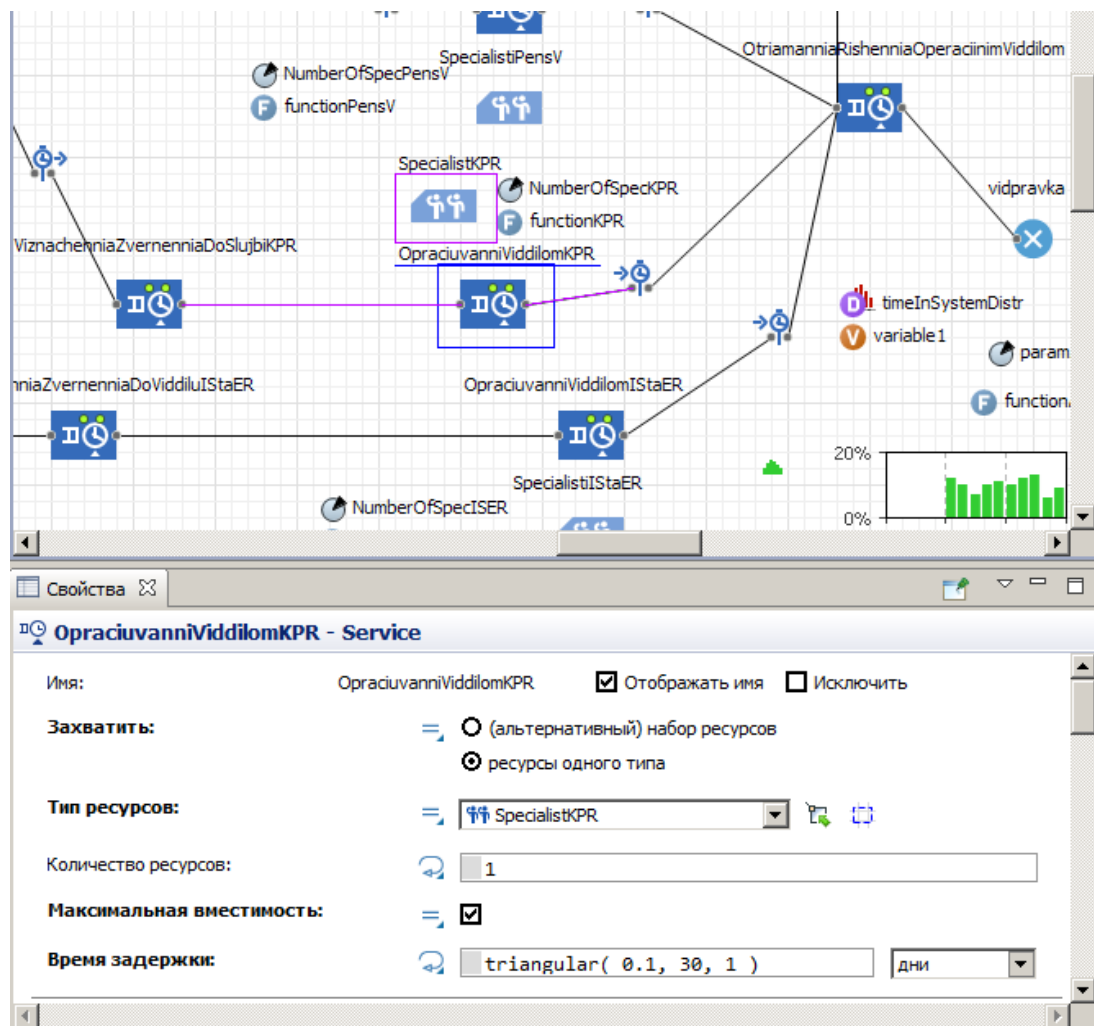 SpecialistiPensV
OtriamanniaRishenniaOperaciinimViddilom
NumberOfSpecPensV
functionPensV
SpecialistKPR
NumberOfSpecKPR
functionKPR
vidpravka
ViznachenniaZvernenniaDoSlujbiKPR
OpraciuvanniViddilomKPR
timeInSystemDistr
variable1
param
nniaZvernenniaDoViddiluIStaER
OpraciuvanniViddilomIStaER
function
20%
SpecialistiIStaER
NumberOfSpecISER
0%
Свойства
OpraciuvanniViddilomKPR - Service
Имя: OpraciuvanniViddilomKPR Отображать имя Исключить
Захватить: (альтернативный) набор ресурсов
ресурсы одного типа
Тип ресурсов: SpecialistKPR
Количество ресурсов: 1
Максимальная вместимость:
Время задержки: triangular( 0.1, 30, 1 ) дни